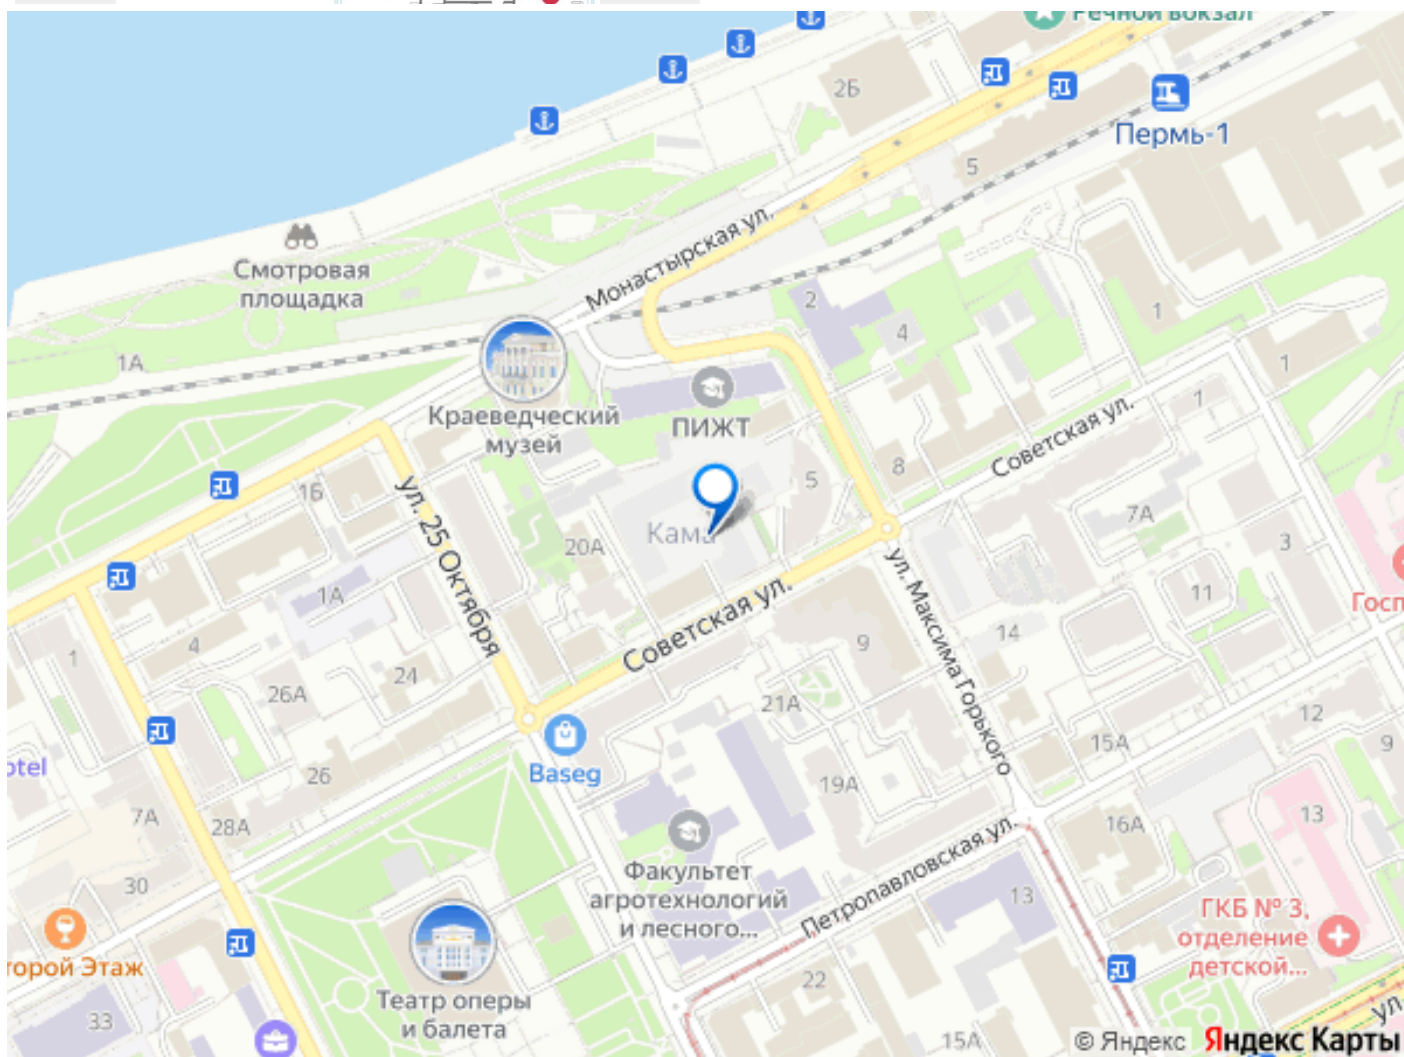 Речной вокзал
2Б
Пермь-1
5
Монастырская ул.
Смотровая
площадка
2
4
1
1А
1
Краеведческий
музей
ПИЖТ
1
Советская ул.
8
5
1Б
ул. 25 Октября
7А
Кама
20А
3
1А
11
Госп
Советская ул.
ул. Максима Горького
14
9
4
1
24
26А
21А
12
15А
9
otel
Baseg
26
19А
7А
28А
13
16А
Петропавловская ул.
Факультет
агротехнологий
и лесного...
30
13
ГКБ № 3,
отделение
детской...
торой Этаж
22
Театр оперы
и балета
33
15А
ул
© Яндекс Яндекс Карты